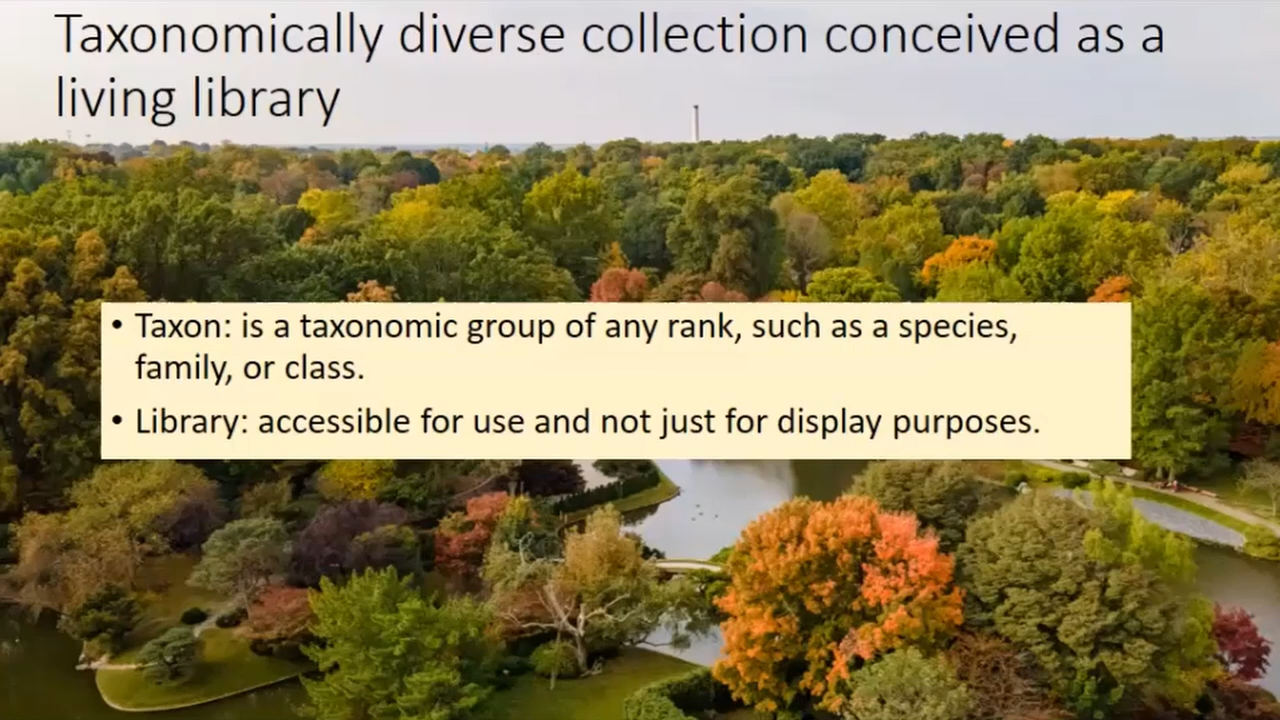 Taxonomically diverse collection conceived as a
living library
• Taxon: is a taxonomic group of any rank, such as a species,
family, or class.
• Library: accessible for use and not just for display purposes.